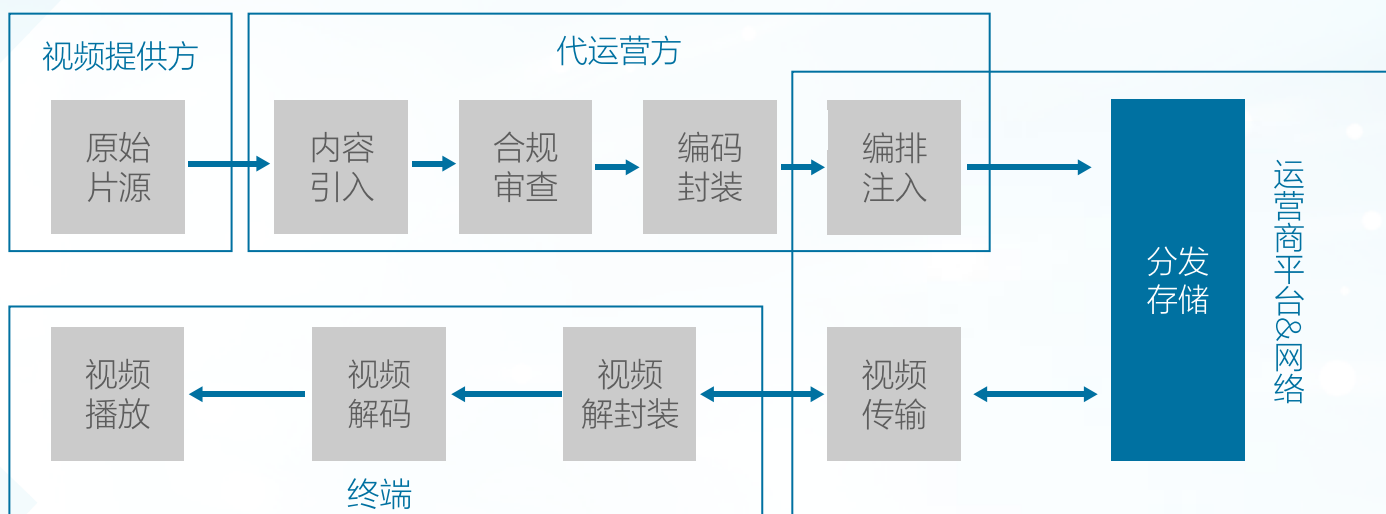 视频提供方
代运营方
原始
片源
内容
引入
合规
审查
编码
封装
编排
注入
分发
存储
运营商平台&网络
视频
播放
视频
解码
视频
解封装
视频
传输
终端